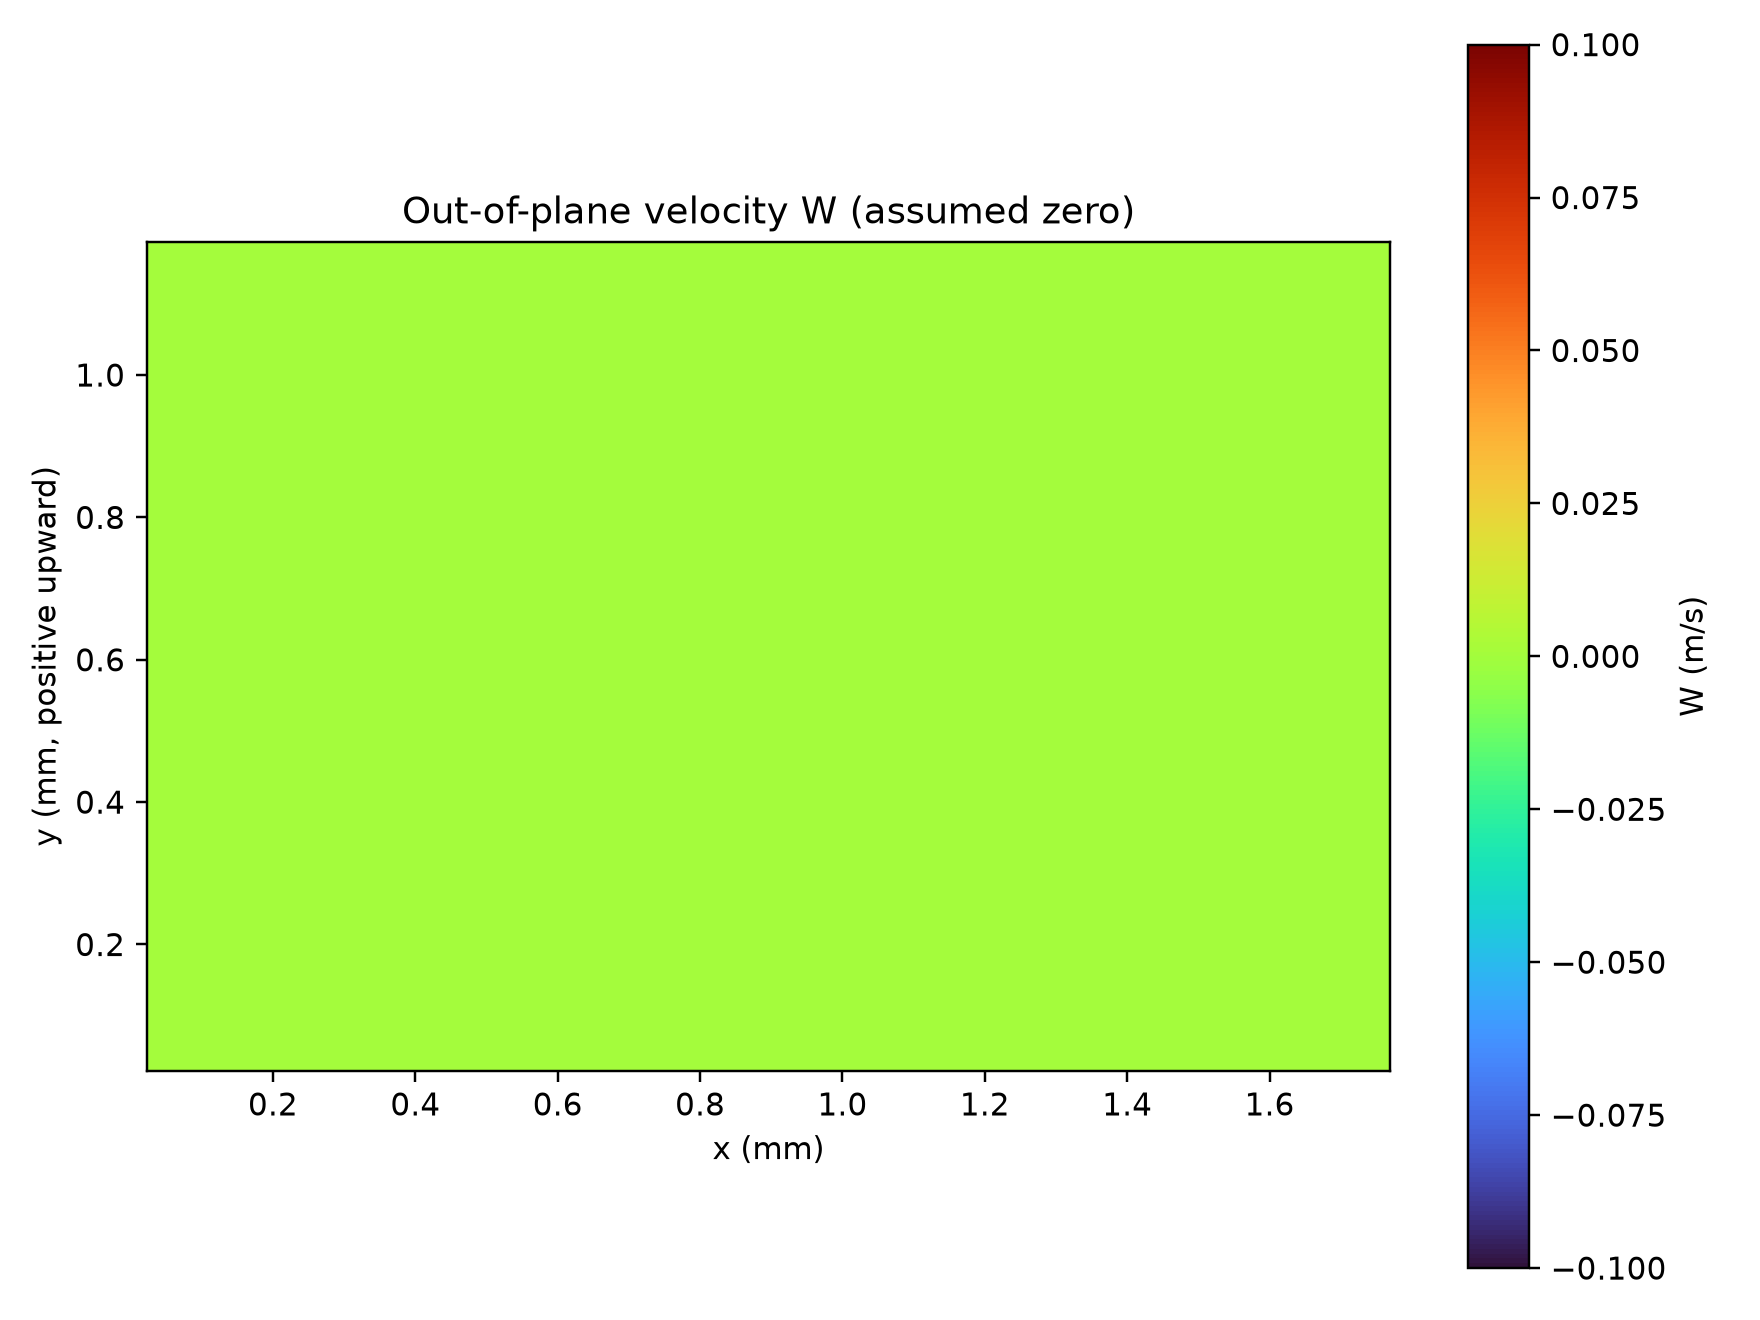 Out-of-plane velocity W (assumed zero)
y (mm, positive upward)
1.0
0.8
0.6
0.4
0.2
0.2 0.4 0.6 0.8 1.0 1.2 1.4 1.6
x (mm)
0.100
0.075
0.050
0.025
0.000
−0.025
−0.050
−0.075
−0.100
W (m/s)